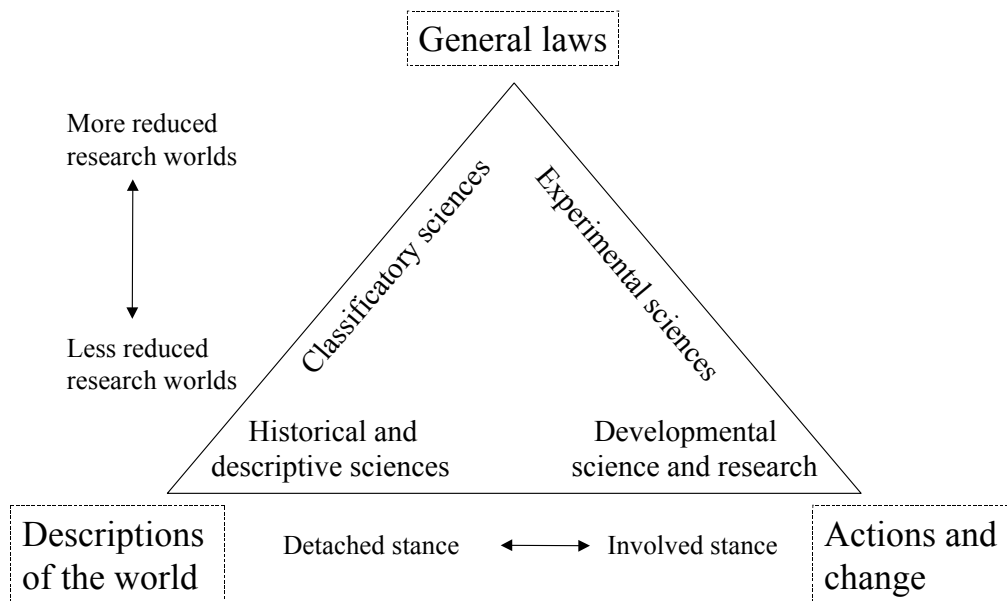 General laws
More reduced
research worlds
Classificatory sciences
Experimental sciences
Less reduced
research worlds
Historical and
descriptive sciences
Developmental
science and research
Descriptions
of the world
Detached stance
Involved stance
Actions and
change